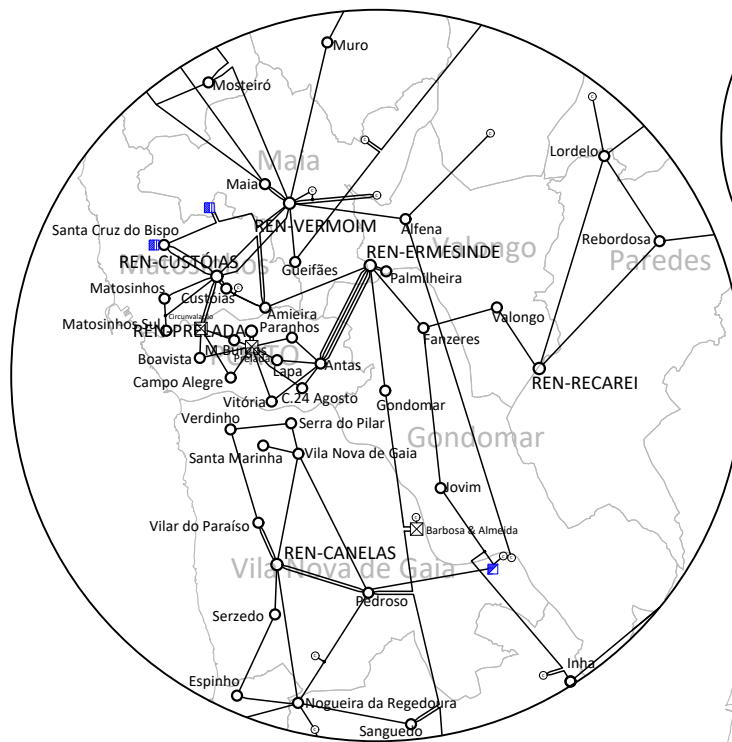 Muro
Mosteiró
Lordelo
Maia
Maia
REN-VERMOIM
Alfena
Santa Cruz do Bispo
Valongo
Rebordosa
Paredes
REN-CUSTÓIAS
Matosinhos
Gueifães
REN-ERMESINDE
Palmilheira
Matosinhos
Custoias
Amieira
Valongo
Circunvalação
Matosinhos Sul
REN-PRELADA
Paranhos
Fanzeres
M Burgos
PORTO
Prelada
Boavista
Lapa
Antas
REN-RECAREI
Campo Alegre
C.24 Agosto
Gondomar
Vitória
Verdinho
Serra do Pilar
Gondomar
Santa Marinha
Vila Nova de Gaia
Jovim
Vilar do Paraíso
Barbosa & Almeida
REN-CANELAS
Vila Nova de Gaia
Pedroso
Serzedo
Inha
Espinho
Nogueira da Regedoura
Sanguedo